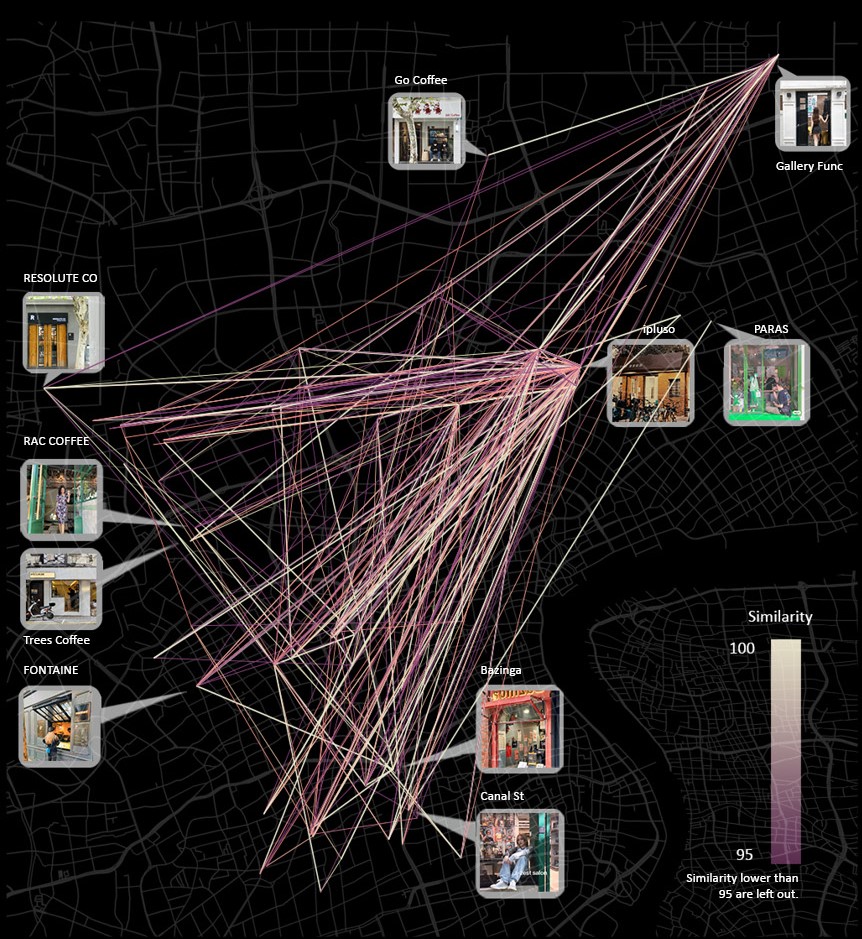 Go Coffee
Gallery Func
RESOLUTE CO
ipluso
PARAS
RAC COFFEE
Trees Coffee
FONTAINE
Bazinga
Canal St
Similarity
100
95
Similarity lower than
95 are left out.